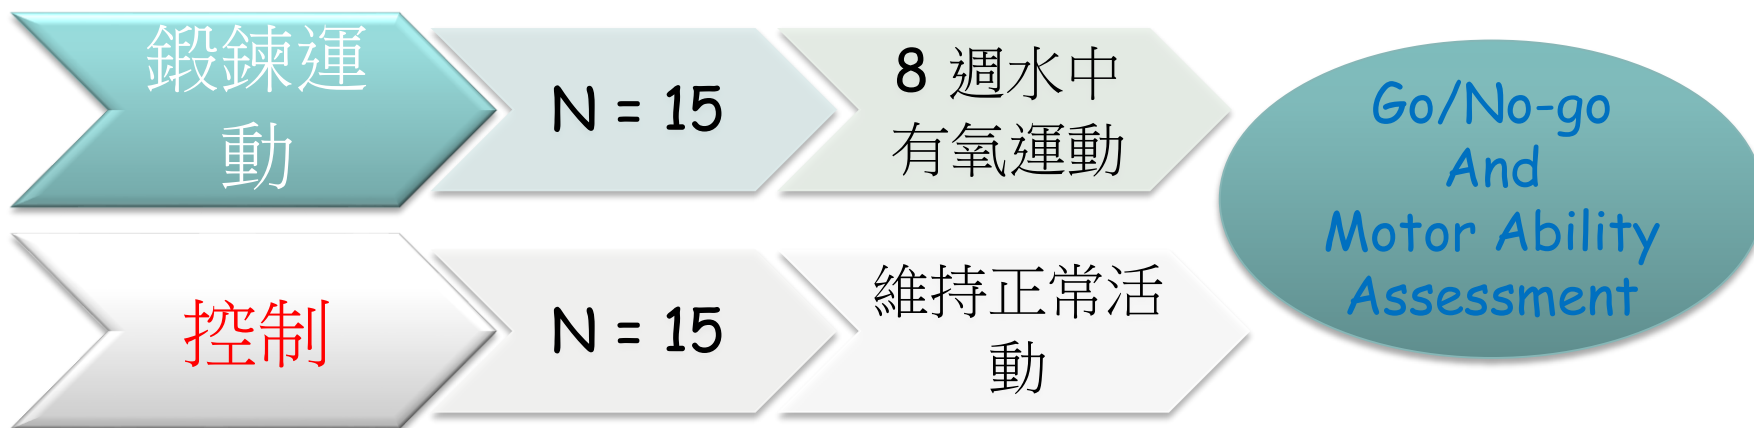 鍛鍊運
動
N = 15
8 週水中
有氧運動
控制
N = 15
維持正常活
動
Go/No-go
And
Motor Ability
Assessment